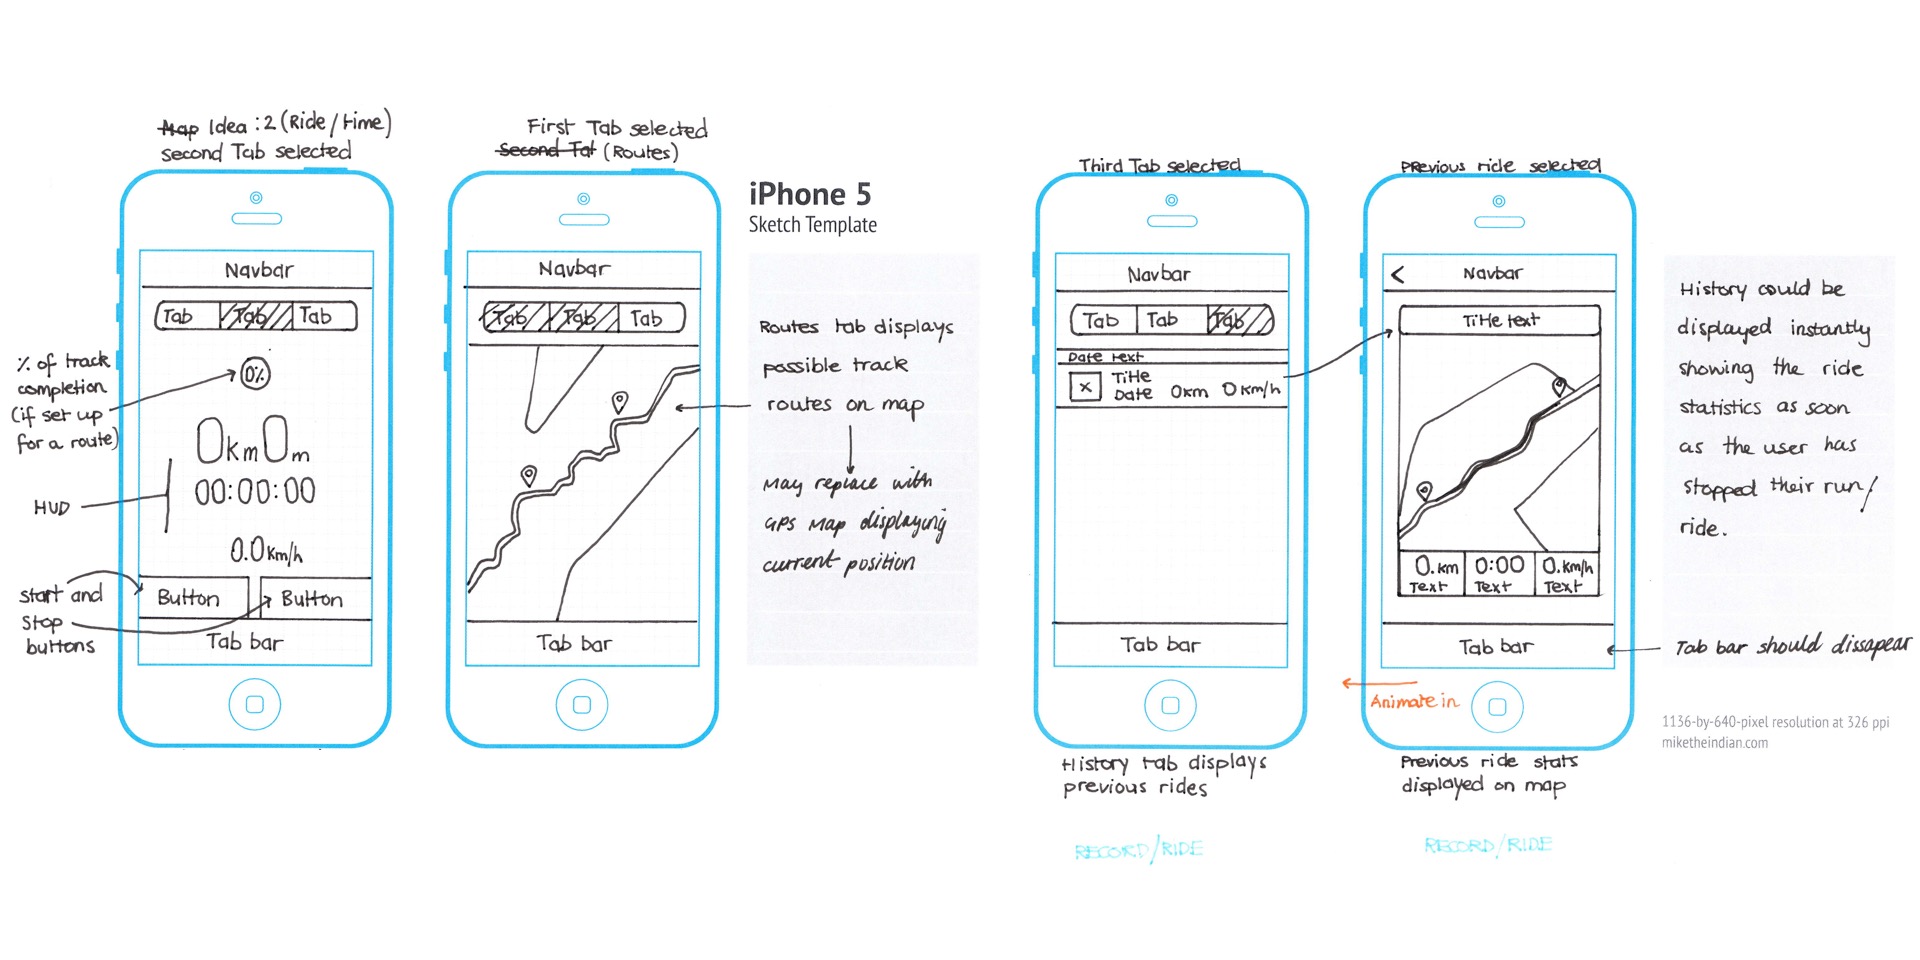 Map Idea : 2 (Ride/time)
Second Tab selected
Navbar
Tab Tab Tab
% of track
completion
(if set up
for a route)
0%
0km 0m
00:00:00
HUD
0.0 km/h
Start and
Stop
buttons
Button Button
Tab bar
First Tab selected
Second Tat (Routes)
Navbar
Tab Tab Tab
Tab bar
iPhone 5
Sketch Template
Routes tab displays
possible track
routes on map
May replace with
GPS Map displaying
current position
Third Tab selected
Navbar
Tab Tab Tab
Date text
x
Title
Date 0km 0km/h
Tab bar
History tab displays
previous rides
RECORD/RIDE
Previous ride selected
< Navbar
Title text
0.km 0:00 0.km/h
Text Text Text
Tab bar
Animate in
Previous ride stats
displayed on map
RECORD/RIDE
History could be
displayed instantly
showing the ride
statistics as soon
as the user has
stopped their run/
ride.
Tab bar should dissapear
1136-by-640-pixel resolution at 326 ppi
miketheindian.com